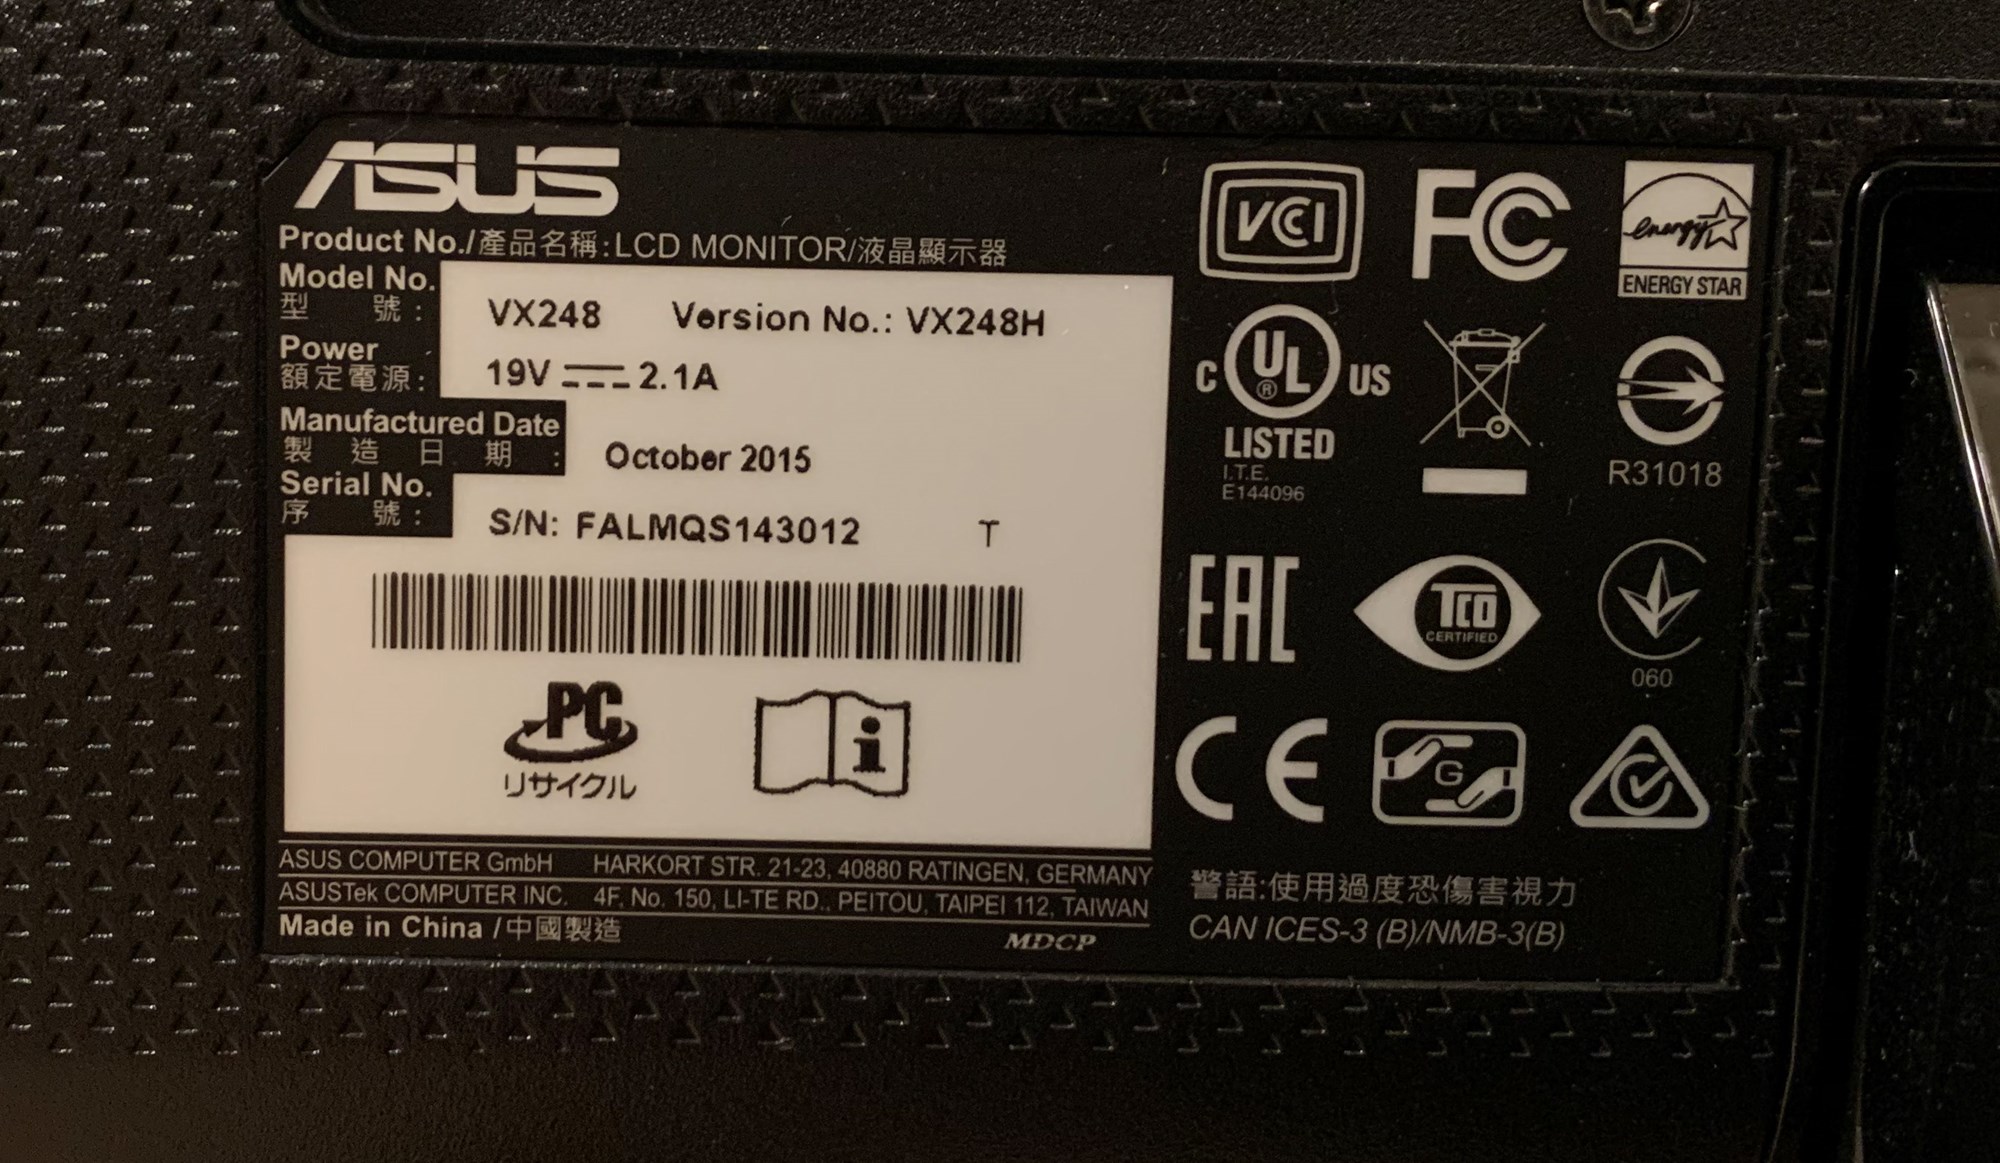 ASUS
Product No./產品名稱:LCD MONITOR/液晶顯示器
Model No.
型 號: VX248 Version No.: VX248H
Power
額定電源: 19V 2.1A
Manufactured Date
製造日期: October 2015
Serial No.
序 號: S/N: FALMQS143012 T
PC
リサイクル
i
ASUS COMPUTER GmbH HARKORT STR. 21-23, 40880 RATINGEN, GERMANY
ASUSTek COMPUTER INC. 4F, No. 150, LI-TE RD., PEITOU, TAIPEI 112, TAIWAN
Made in China /中國製造
MDCP
VCCI
FC
energy
ENERGY STAR
C UL ® US
LISTED
I.T.E.
E144096
R31018
EAC
TCO
CERTIFIED
060
CE
G
警語:使用過度恐傷害視力
CAN ICES-3 (B)/NMB-3(B)